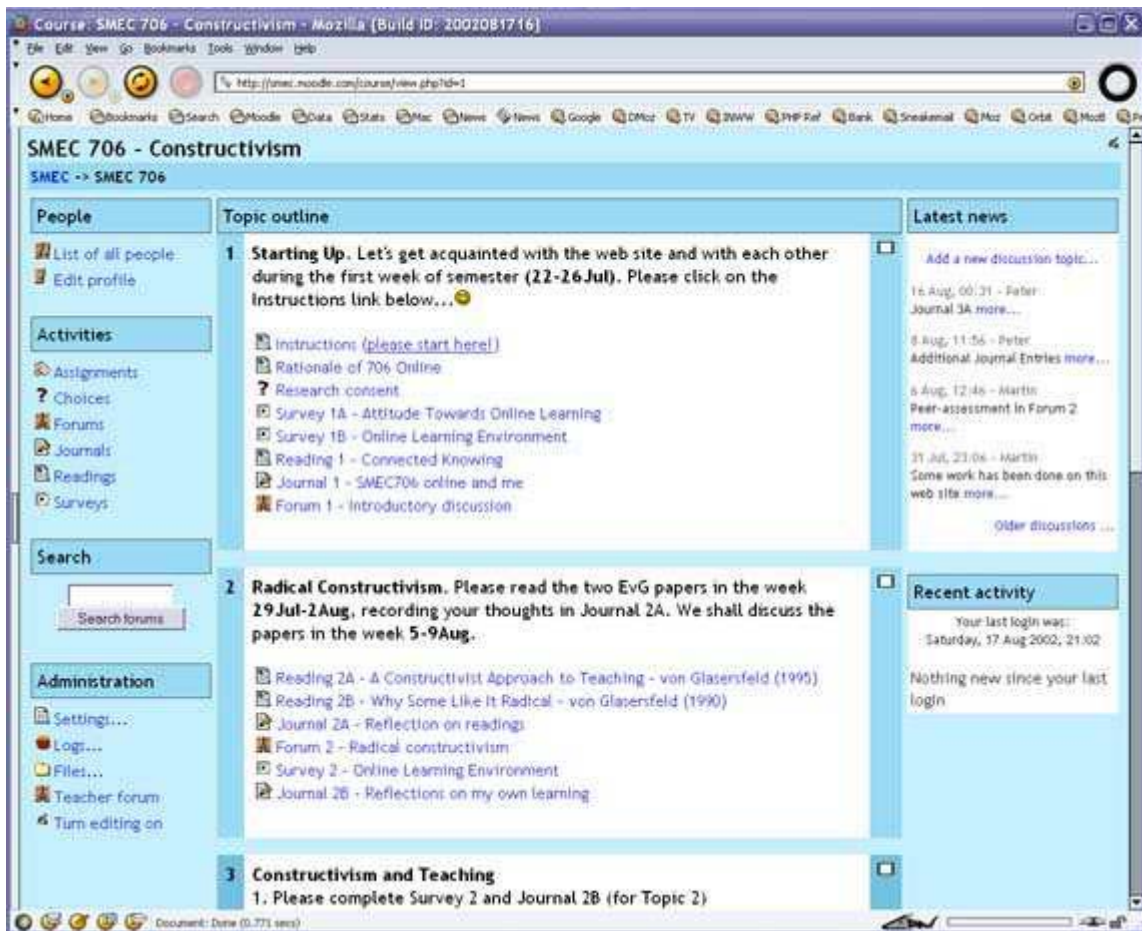 Course: SMEC 706 - Constructivism - Mozilla {Build ID: 2002081716}
File Edit View Go Bookmarks Tools Window Help
http://smec.moodle.com/course/view.php?id=1
Home Bookmarks Search Moodle Data Stats Mac News News Google DMoz TV 3WWW PHP Ref Bank Sneakemail Moz Orbit
SMEC 706 - Constructivism
SMEC -> SMEC 706
People
List of all people
Edit profile
Activities
Assignments
Choices
Forums
Journals
Readings
Surveys
Search
Search forums
Administration
Settings...
Logs...
Files...
Teacher forum
Turn editing on
Topic outline
1 Starting Up. Let's get acquainted with the web site and with each other
during the first week of semester (22-26Jul). Please click on the
Instructions link below...
Instructions (please start here!)
Rationale of 706 Online
Research consent
Survey 1A - Attitude Towards Online Learning
Survey 1B - Online Learning Environment
Reading 1 - Connected Knowing
Journal 1 - SMEC706 online and me
Forum 1 - Introductory discussion
2 Radical Constructivism. Please read the two EvG papers in the week
29Jul-2Aug, recording your thoughts in Journal 2A. We shall discuss the
papers in the week 5-9Aug.
Reading 2A - A Constructivist Approach to Teaching - von Glasersfeld (1995)
Reading 2B - Why Some Like It Radical - von Glasersfeld (1990)
Journal 2A - Reflection on readings
Forum 2 - Radical constructivism
Survey 2 - Online Learning Environment
Journal 2B - Reflections on my own learning
3 Constructivism and Teaching
1. Please complete Survey 2 and Journal 2B (for Topic 2)
Latest news
Add a new discussion topic...
16 Aug, 00:31 - Peter
Journal 3A more...
8 Aug, 11:56 - Peter
Additional Journal Entries more...
6 Aug, 12:46 - Martin
Peer-assessment in Forum 2
more...
31 Jul, 23:06 - Martin
Some work has been done on this
web site more...
Older discussions ...
Recent activity
Your last login was:
Saturday, 17 Aug 2002, 21:02
Nothing new since your last
login
Document: Done (0.771 secs)